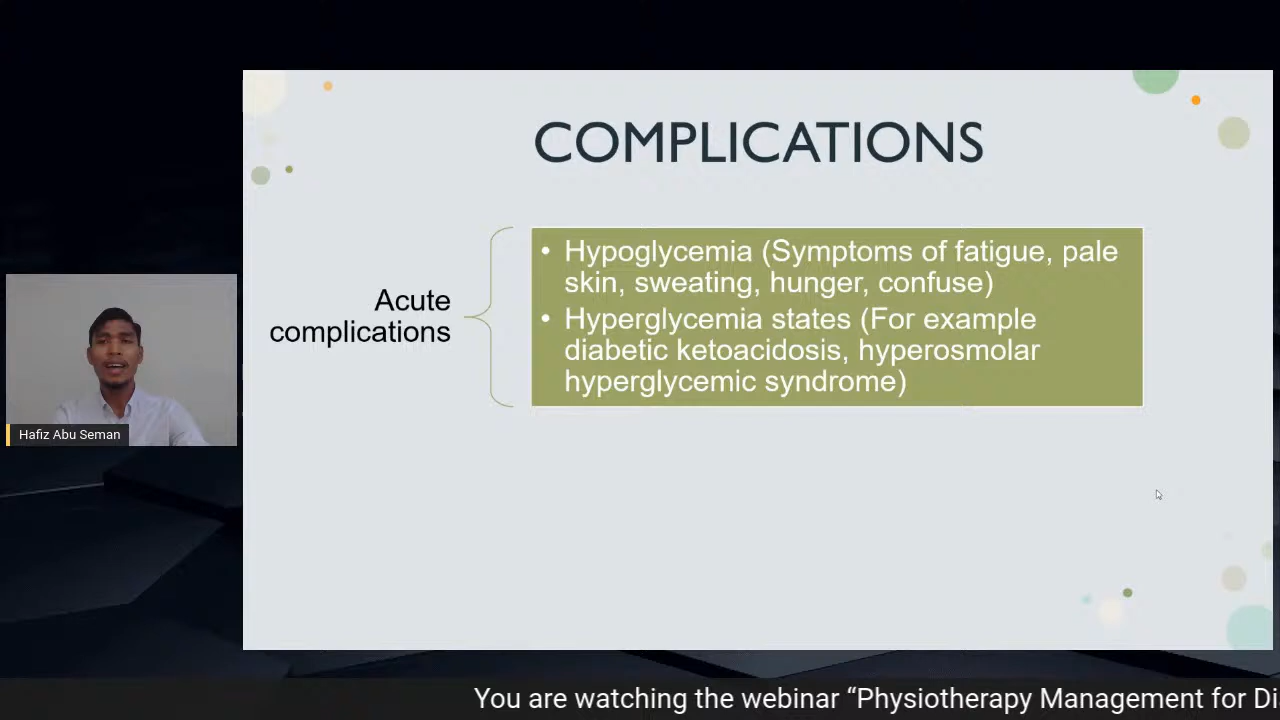 COMPLICATIONS
Acute
complications
• Hypoglycemia (Symptoms of fatigue, pale
skin, sweating, hunger, confuse)
• Hyperglycemia states (For example
diabetic ketoacidosis, hyperosmolar
hyperglycemic syndrome)
Hafiz Abu Seman
You are watching the webinar “Physiotherapy Management for Di